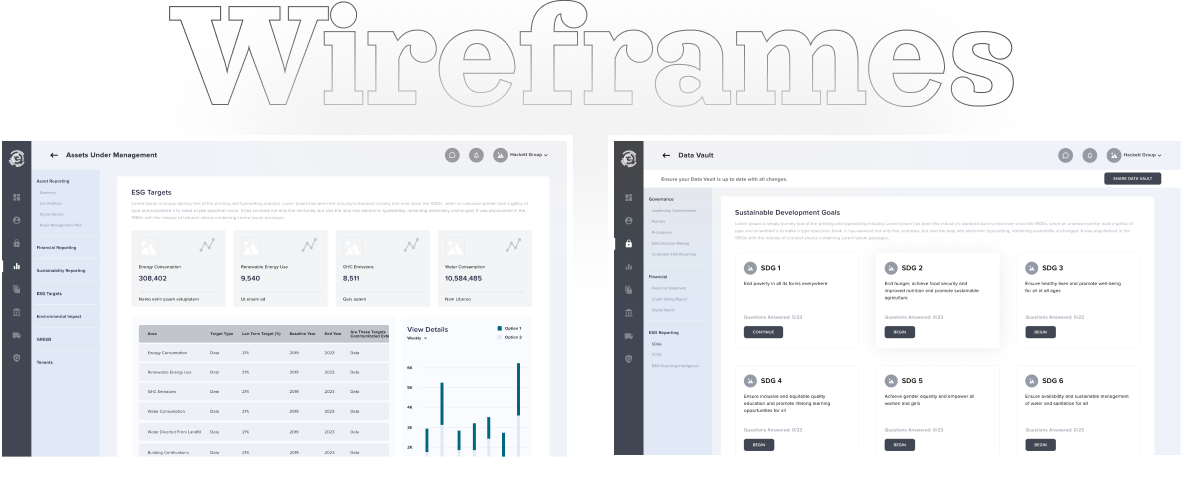 Wireframes
Assets Under Management
Hackett Group
Asset Reporting
Summary
Our Platform
Digital Assets
Asset Management Pilot
Financial Reporting
Sustainability Reporting
ESG Targets
Environmental Impact
GRESB
Tenants
ESG Targets
Lorem Ipsum is simply dummy text of the printing and typesetting industry. Lorem Ipsum has been the industry's standard dummy text ever since the 1500s, when an unknown printer took a galley of
type and scrambled it to make a type specimen book. It has survived not only five centuries, but also the leap into electronic typesetting, remaining essentially unchanged. It was popularised in the
1960s with the release of Letraset sheets containing Lorem Ipsum passages.
Energy Consumption
308,402
Nemo enim ipsam voluptatem
Renewable Energy Use
9,540
Ut enuim ad
GHC Emissions
8,511
Quis autem
Water Consumption
10,584,485
Nam Liberno
Area Target Type Lon-Term Target (%) Baseline Year End Year Are These Targets
Communicated Exte
Energy Consumption Data 21% 2019 2023 Data
Renewable Energy Use Data 21% 2019 2023 Data
GHC Emissions Data 21% 2019 2023 Data
Water Consumption Data 21% 2019 2023 Data
Water Diverted From Landfill Data 21% 2019 2023 Data
Building Certifications Data 21% 2019 2023 Data
View Details
Weekly
Option 1
Option 2
6K
5K
4K
3K
2K
Data Vault
Hackett Group
Ensure your Data Vault is up to date with all changes.
SHARE DATA VAULT
Governance
Leadership Commitments
Policies
Procedures
ESG Decision Making
Corporate ESG Reporting
Financial
Financial Statement
Credit Rating Report
Digital Metric
ESG Reporting
SDGs
TCFD
ESG Reporting Intelligence
Sustainable Development Goals
Lorem Ipsum is simply dummy text of the printing and typesetting industry. Lorem Ipsum has been the industry's standard dummy text ever since the 1500s, when an unknown printer took a galley of
type and scrambled it to make a type specimen book. It has survived not only five centuries, but also the leap into electronic typesetting, remaining essentially unchanged. It was popularised in the
1960s with the release of Letraset sheets containing Lorem Ipsum passages.
SDG 1
End poverty in all its forms everywhere
Questions Answered: 5/23
CONTINUE
SDG 2
End hunger, achieve food security and
improved nutrition and promote sustainable
agriculture
Questions Answered: 0/23
BEGIN
SDG 3
Ensure healthy lives and promote well-being
for all at all ages
Questions Answered: 0/23
BEGIN
SDG 4
Ensure inclusive and equitable quality
education and promote lifelong learning
opportunities for all
Questions Answered: 0/23
BEGIN
SDG 5
Achieve gender equality and empower all
women and girls
Questions Answered: 0/23
BEGIN
SDG 6
Ensure availability and sustainable management
of water and sanitation for all
Questions Answered: 0/23
BEGIN